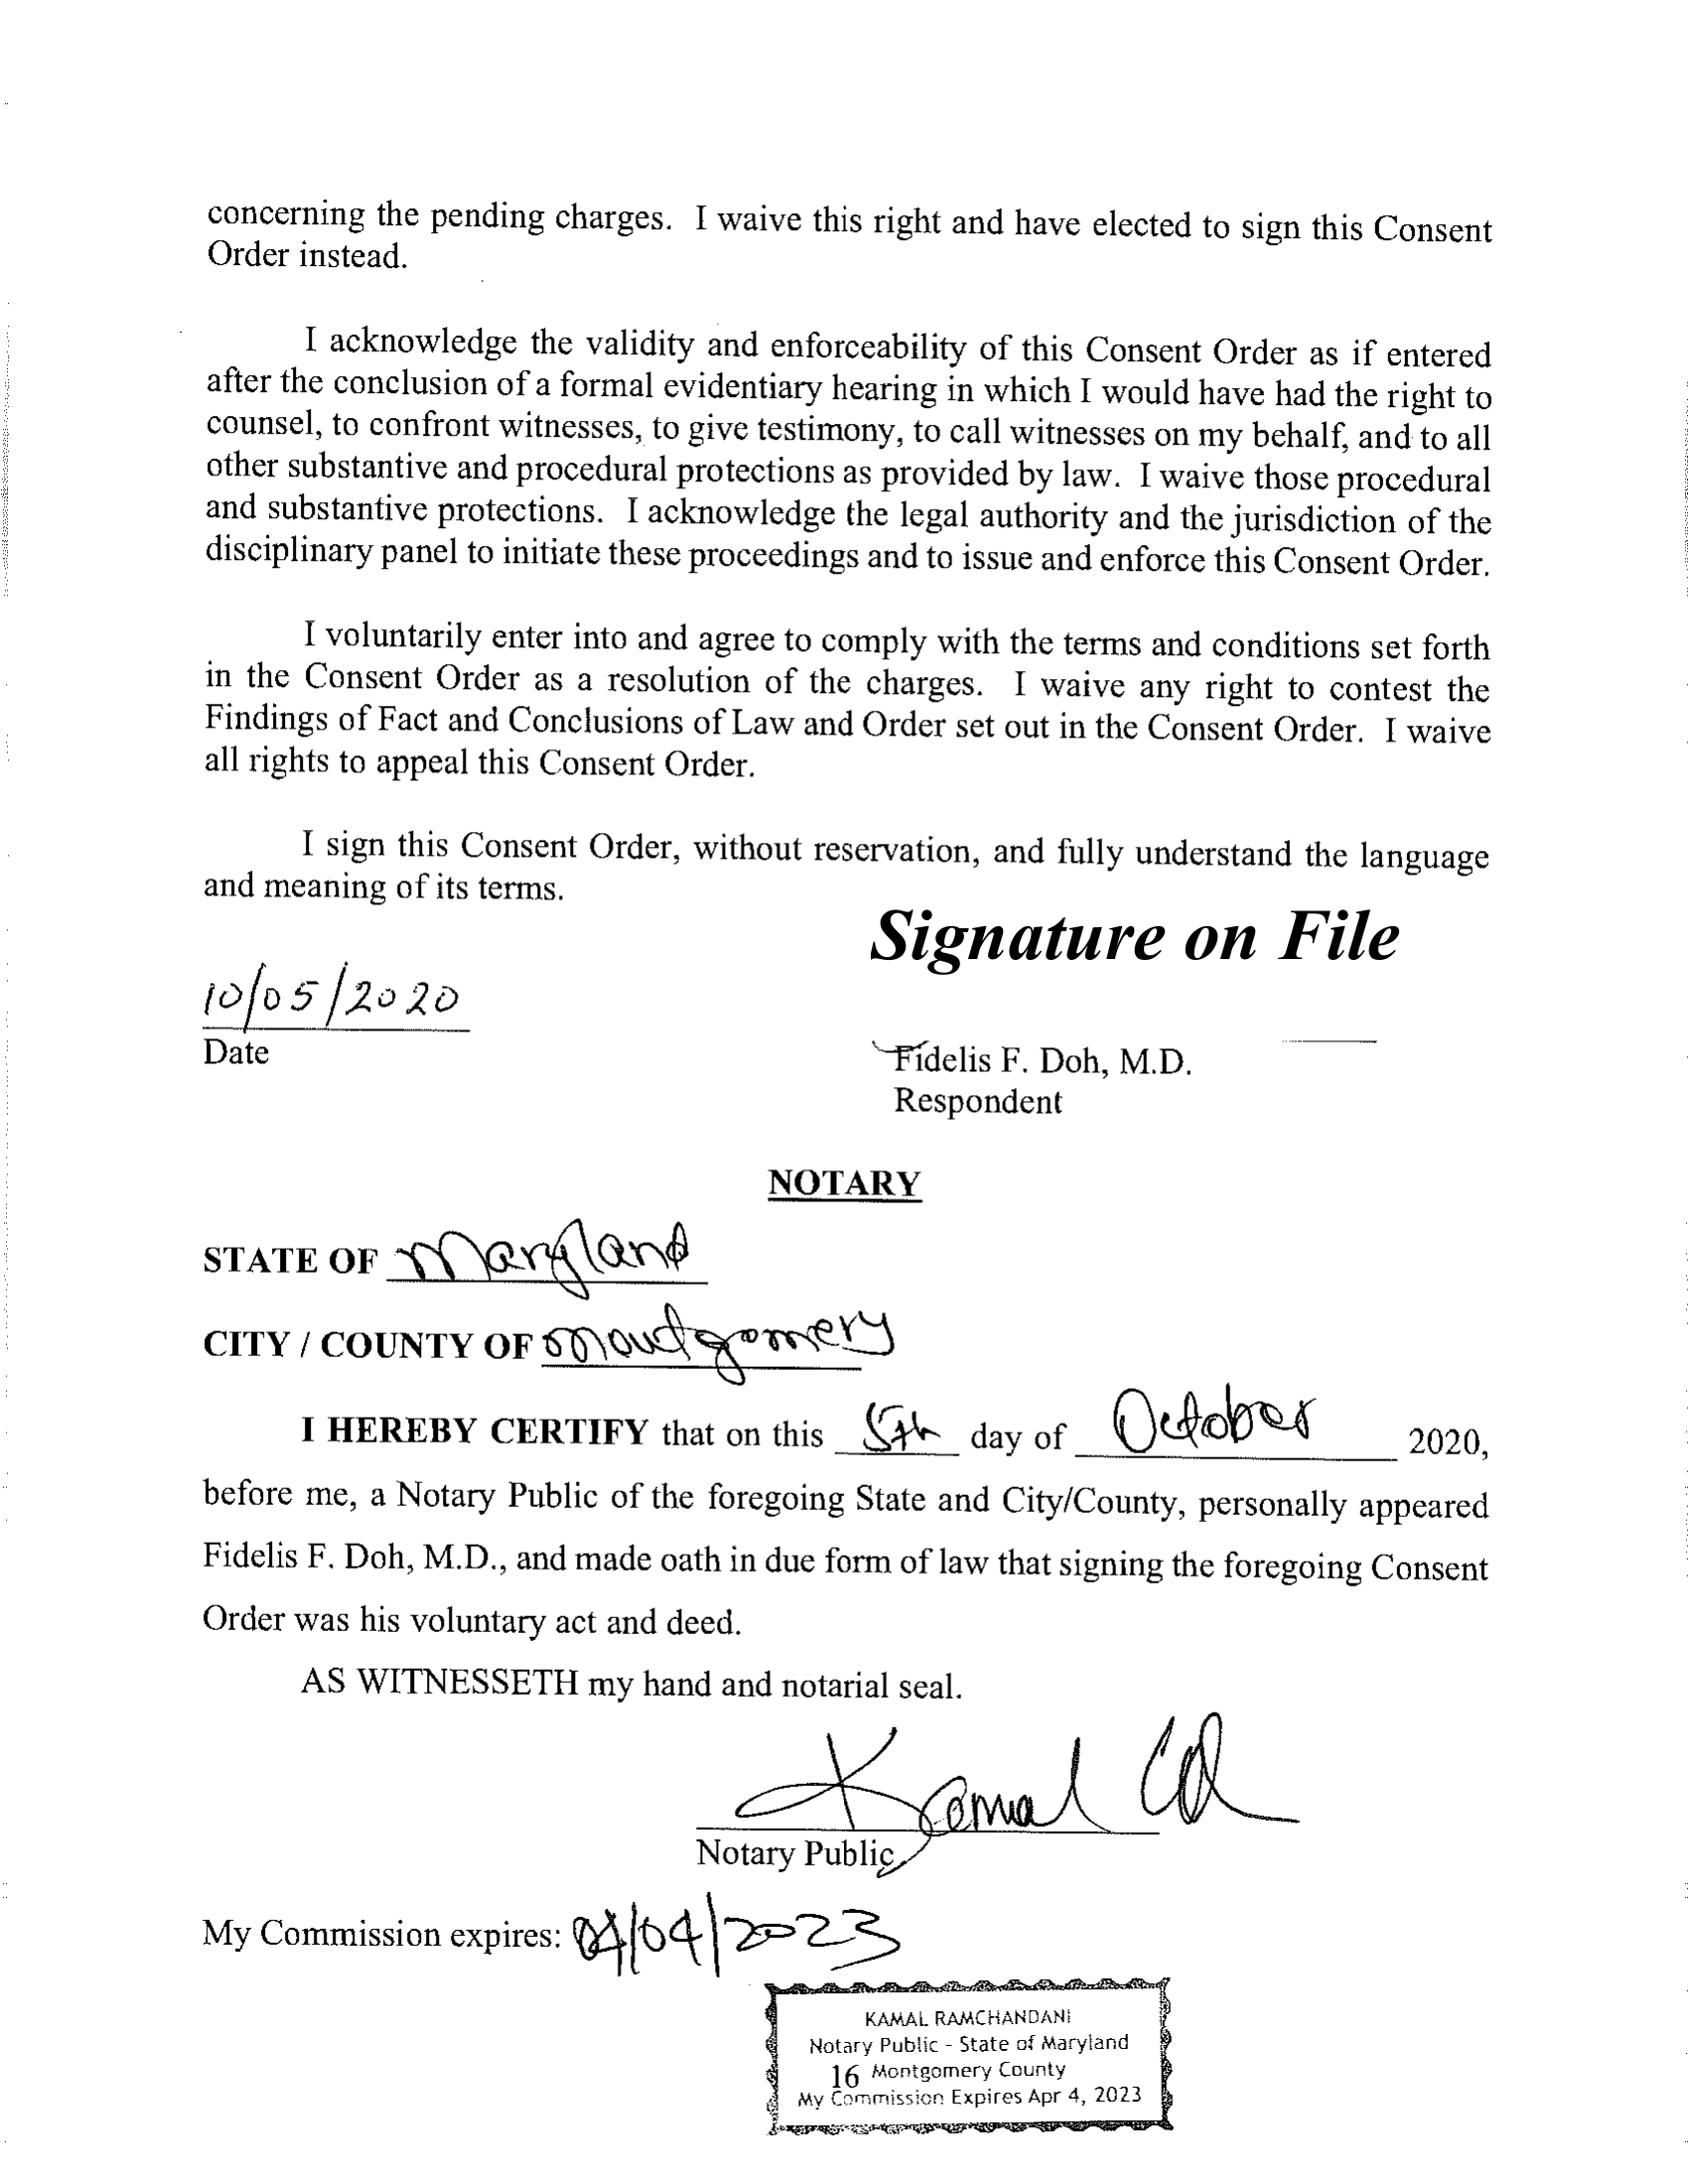 concerning the pending charges. I waive this right and have elected to sign this Consent
Order instead.
I acknowledge the validity and enforceability of this Consent Order as if entered
after the conclusion of a formal evidentiary hearing in which I would have had the right to
counsel, to confront witnesses, to give testimony, to call witnesses on my behalf, and to all
other substantive and procedural protections as provided by law. I waive those procedural
and substantive protections. I acknowledge the legal authority and the jurisdiction of the
disciplinary panel to initiate these proceedings and to issue and enforce this Consent Order.
I voluntarily enter into and agree to comply with the terms and conditions set forth
in the Consent Order as a resolution of the charges. I waive any right to contest the
Findings of Fact and Conclusions of Law and Order set out in the Consent Order. I waive
all rights to appeal this Consent Order.
I sign this Consent Order, without reservation, and fully understand the language
and meaning of its terms.
Signature on File
10/05/2020
Date
Fidelis F. Doh, M.D.
Respondent
NOTARY
STATE OF Maryland
CITY / COUNTY OF Montgomery
I HEREBY CERTIFY that on this 5th day of October 2020,
before me, a Notary Public of the foregoing State and City/County, personally appeared
Fidelis F. Doh, M.D., and made oath in due form of law that signing the foregoing Consent
Order was his voluntary act and deed.
AS WITNESSETH my hand and notarial seal.
Kamal
Notary Public
My Commission expires: 04/04/2023
KAMAL RAMCHANDANI
Notary Public - State of Maryland
Montgomery County
My Commission Expires Apr 4, 2023
16